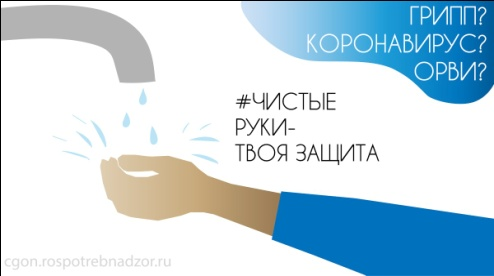 ГРИПП?
КОРОНАВИРУС?
ОРВИ?
#ЧИСТЫЕ
РУКИ-
ТВОЯ ЗАЩИТА
cgon.rospotrebnadzor.ru